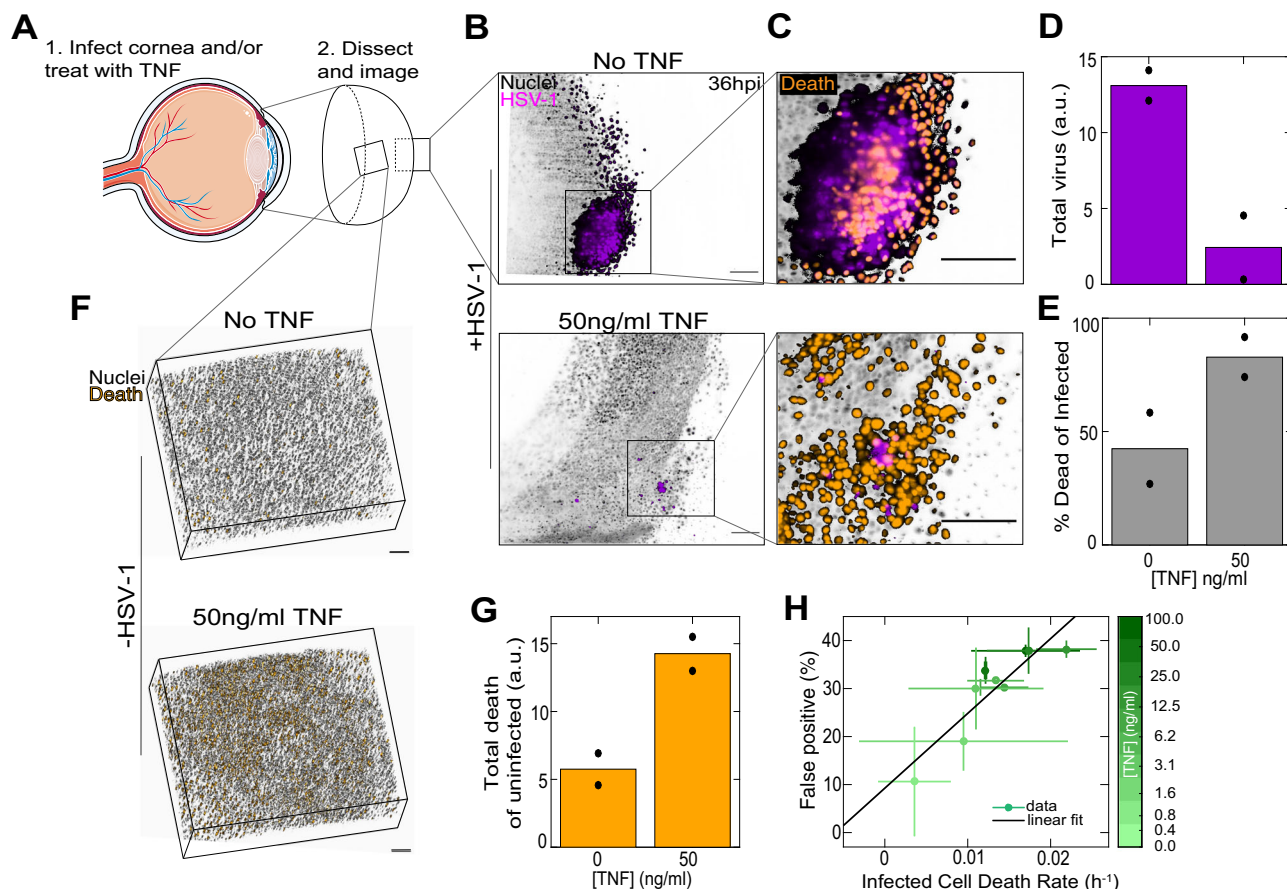 A
1. Infect cornea and/or
treat with TNF
2. Dissect
and image
B
No TNF
Nuclei
HSV-1
36hpi
+HSV-1
50ng/ml TNF
C
Death
D
Total virus (a.u.)
15
10
5
0
E
% Dead of Infected
100
50
0
0
50
[TNF] ng/ml
F
No TNF
Nuclei
Death
-HSV-1
50ng/ml TNF
G
Total death
of uninfected (a.u.)
15
10
5
0
0
50
[TNF] (ng/ml)
H
False positive (%)
40
30
20
10
0
0
0.01
0.02
Infected Cell Death Rate (h⁻¹)
data
linear fit
[TNF] (ng/ml)
100.0
50.0
25.0
12.5
6.2
3.1
1.6
0.8
0.4
0.0